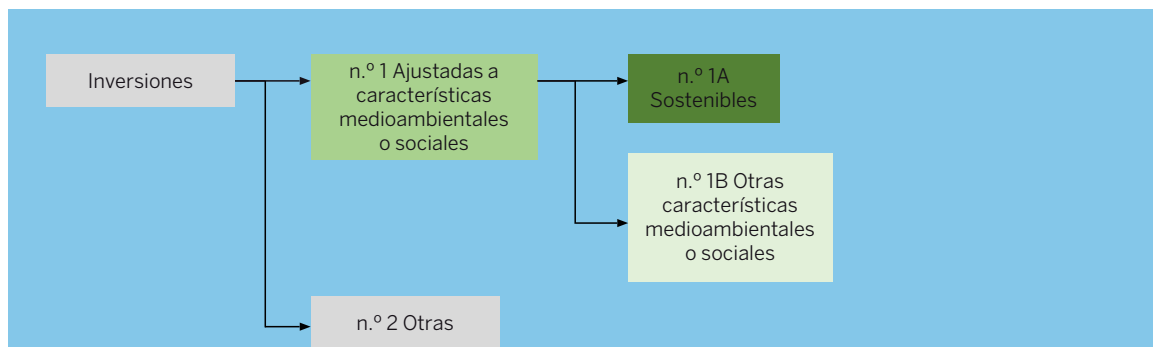 Inversiones
n.º 1 Ajustadas a
características
medioambientales
o sociales
n.º 1A
Sostenibles
n.º 1B Otras
características
medioambientales
o sociales
n.º 2 Otras